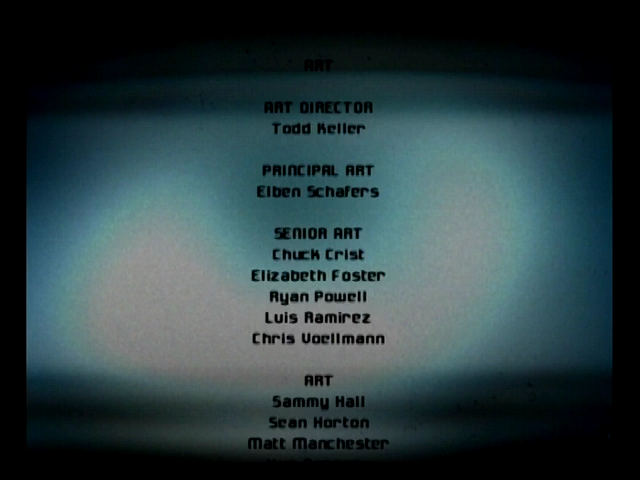 ART
ART DIRECTOR
Todd Keller
PRINCIPAL ART
Elben Schafers
SENIOR ART
Chuck Crist
Elizabeth Foster
Ryan Powell
Luis Ramirez
Chris Voellmann
ART
Sammy Hall
Sean Horton
Matt Manchester